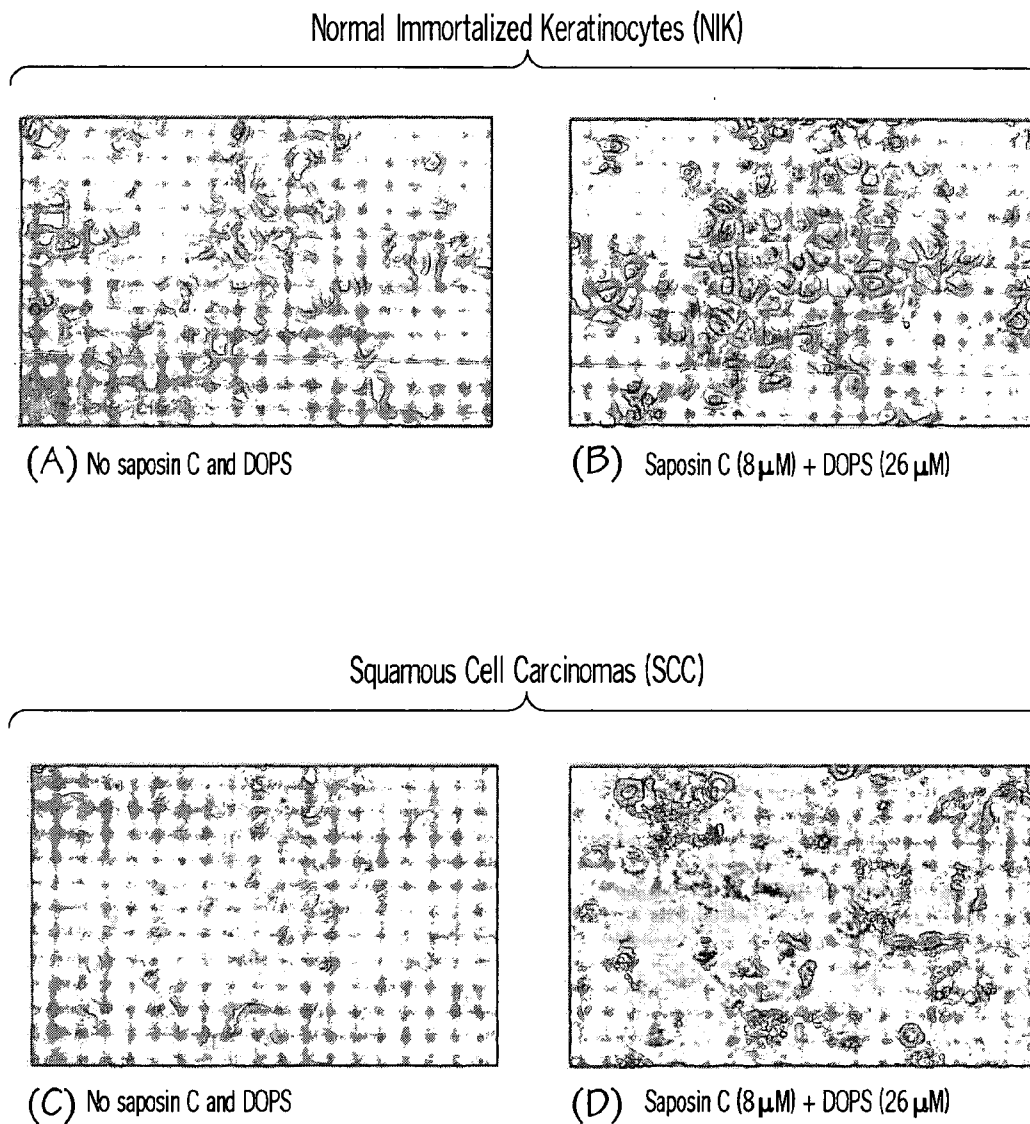 Normal Immortalized Keratinocytes (NIK)
(A) No saposin C and DOPS
(B) Saposin C (8 μM) + DOPS (26 μM)
Squamous Cell Carcinomas (SCC)
(C) No saposin C and DOPS
(D) Saposin C (8 μM) + DOPS (26 μM)